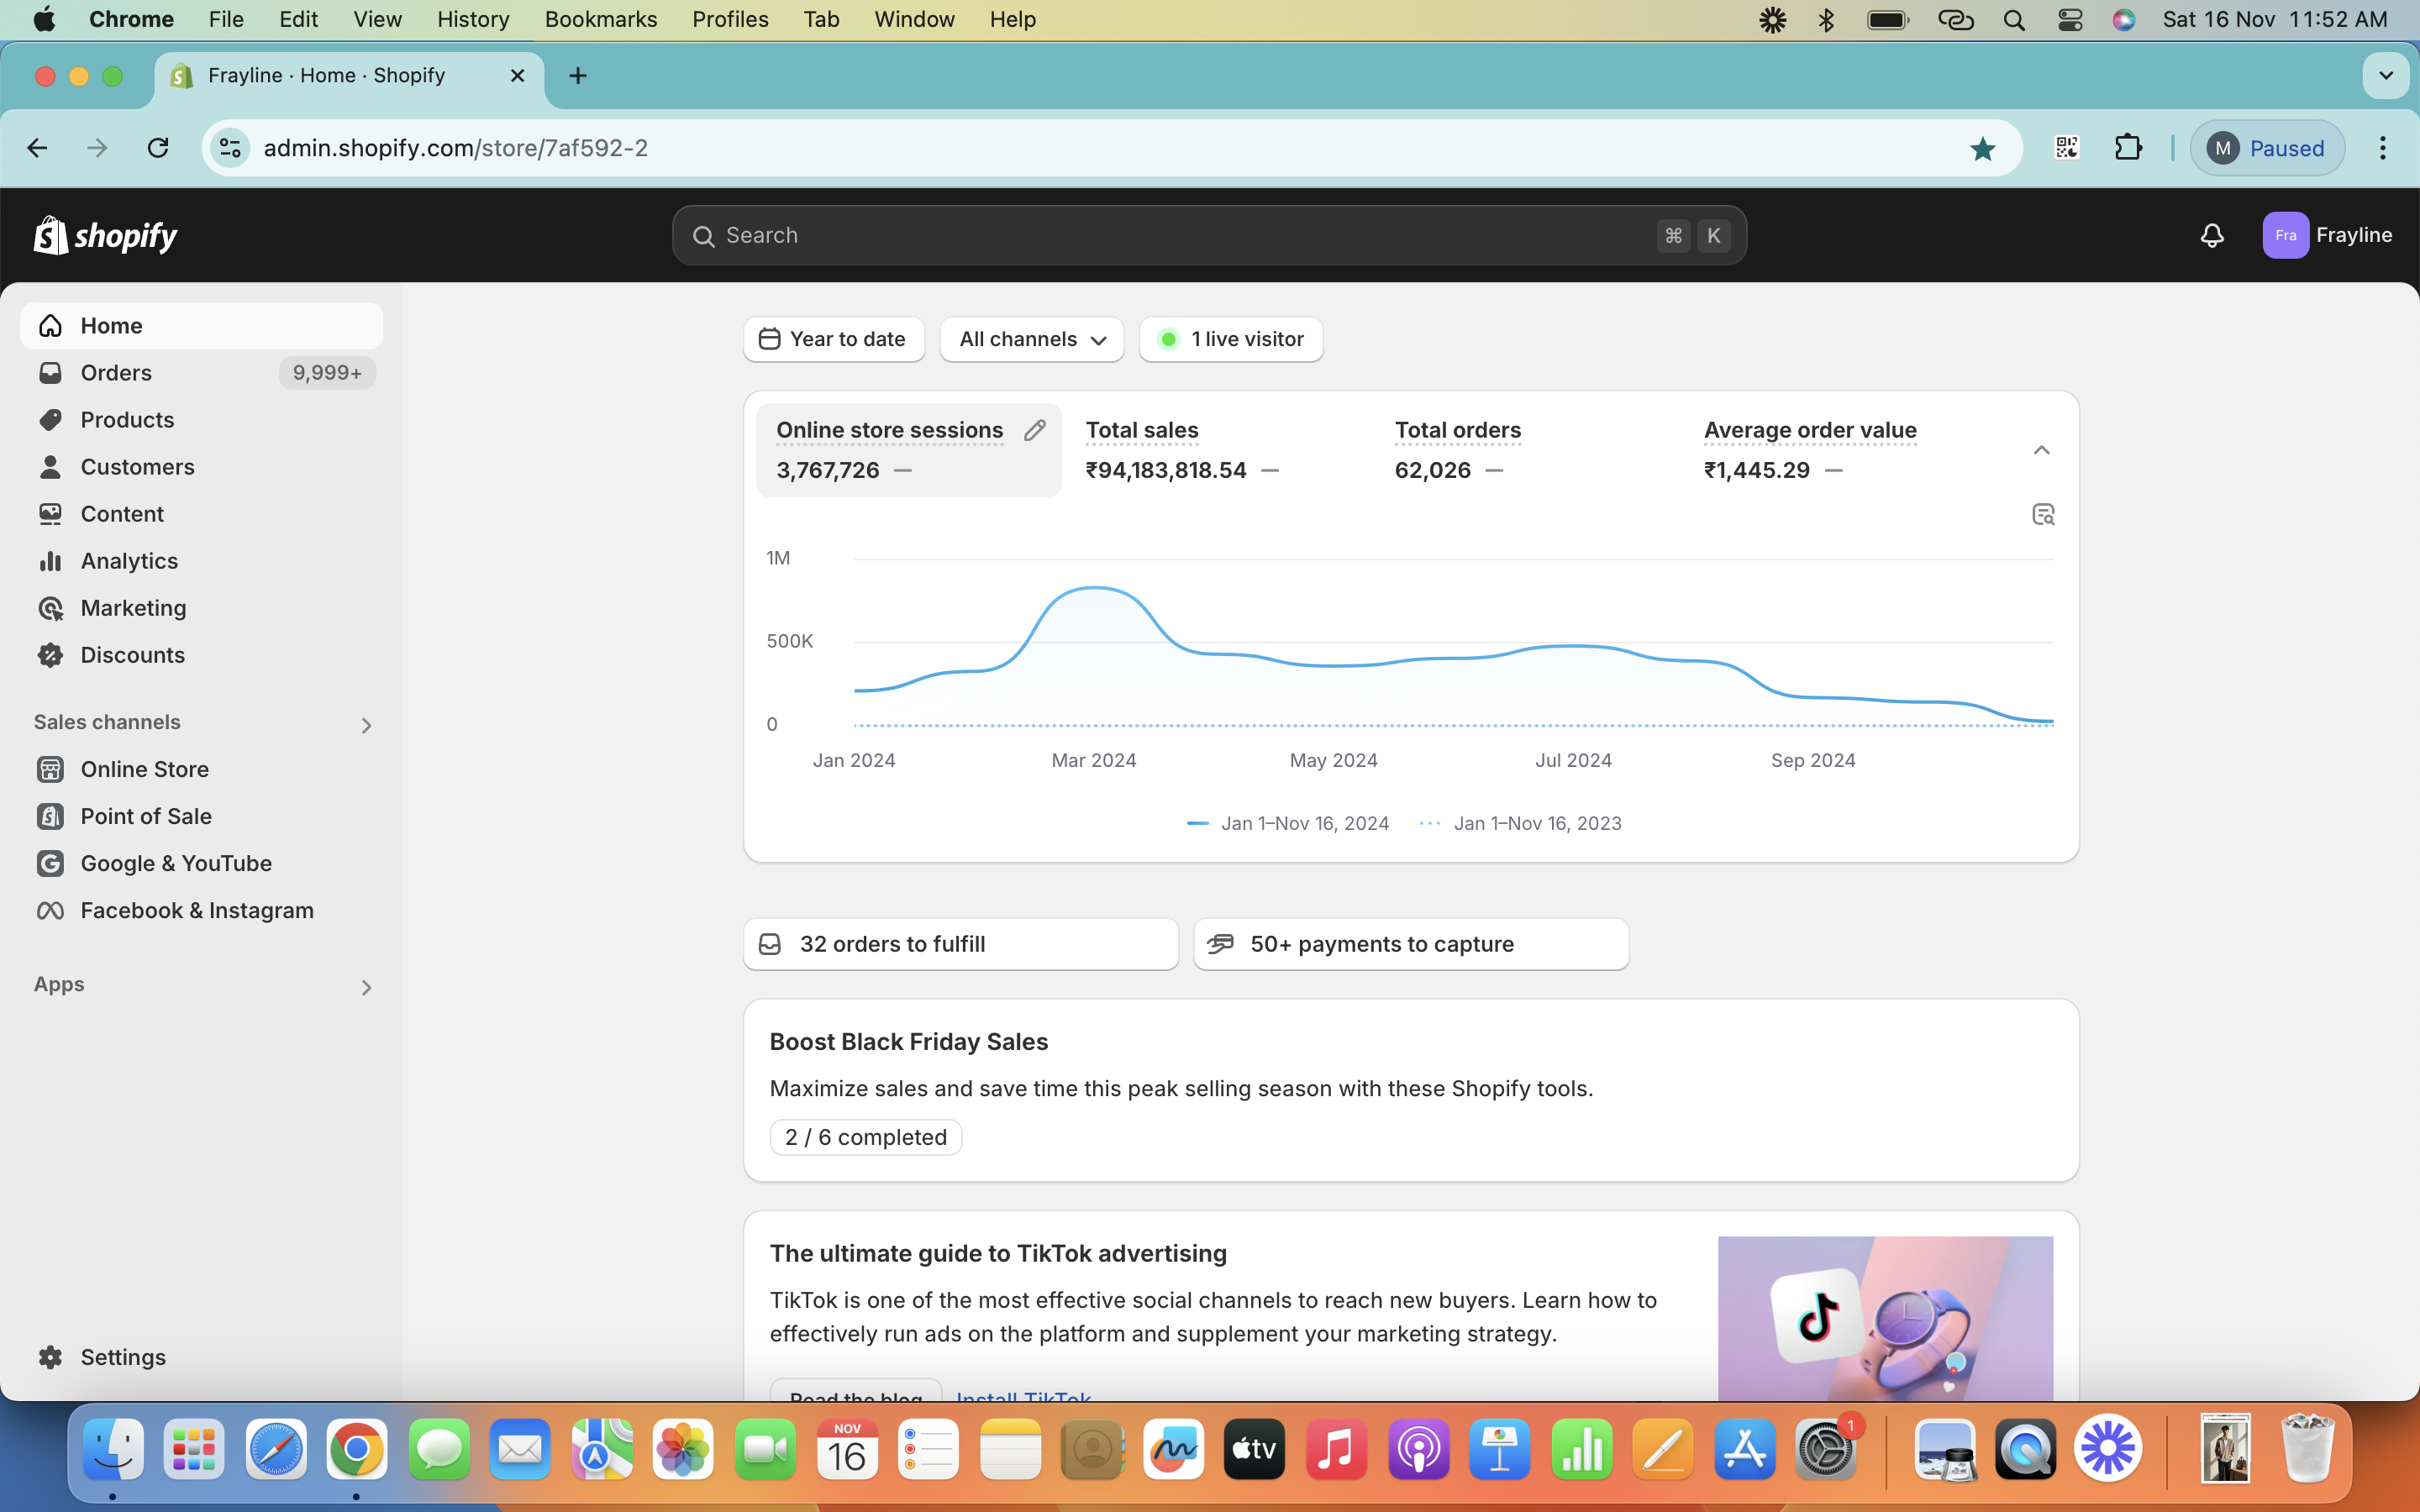 Chrome File Edit View History Bookmarks Profiles Tab Window Help Sat 16 Nov 11:52 AM
Frayline · Home · Shopify
admin.shopify.com/store/7af592-2 M Paused
shopify Search ⌘ K Fra Frayline
Home
Orders 9,999+
Products
Customers
Content
Analytics
Marketing
Discounts
Sales channels
Online Store
Point of Sale
Google & YouTube
Facebook & Instagram
Apps
Settings
Year to date All channels 1 live visitor
Online store sessions Total sales Total orders Average order value
3,767,726 — ₹94,183,818.54 — 62,026 — ₹1,445.29 —
1M
500K
0
Jan 2024 Mar 2024 May 2024 Jul 2024 Sep 2024
Jan 1–Nov 16, 2024 Jan 1–Nov 16, 2023
32 orders to fulfill 50+ payments to capture
Boost Black Friday Sales
Maximize sales and save time this peak selling season with these Shopify tools.
2 / 6 completed
The ultimate guide to TikTok advertising
TikTok is one of the most effective social channels to reach new buyers. Learn how to
effectively run ads on the platform and supplement your marketing strategy.
Read the blog Install TikTok
NOV
16
tv
1